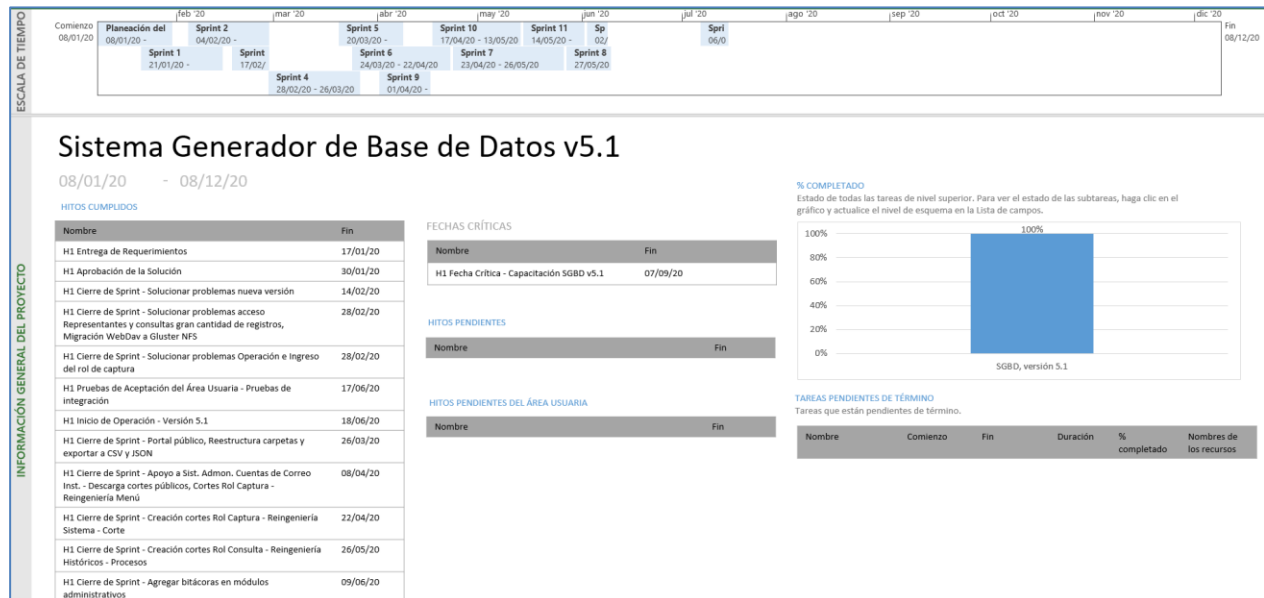 ESCALA DE TIEMPO
feb '20
mar '20
abr '20
may '20
jun '20
jul '20
ago '20
sep '20
oct '20
nov '20
dic '20
Comienzo
08/01/20
Planeación del
08/01/20 -
Sprint 2
04/02/20 -
Sprint 5
20/03/20 -
Sprint 10
17/04/20 - 13/05/20
Sprint 11
14/05/20 -
Sp
02/
Spri
06/0
Fin
08/12/20
Sprint 1
21/01/20 -
Sprint
17/02/
Sprint 6
24/03/20 - 22/04/20
Sprint 7
23/04/20 - 26/05/20
Sprint 8
27/05/20
Sprint 4
28/02/20 - 26/03/20
Sprint 9
01/04/20 -
INFORMACIÓN GENERAL DEL PROYECTO
Sistema Generador de Base de Datos v5.1
08/01/20 - 08/12/20
HITOS CUMPLIDOS
Nombre Fin
H1 Entrega de Requerimientos 17/01/20
H1 Aprobación de la Solución 30/01/20
H1 Cierre de Sprint - Solucionar problemas nueva versión 14/02/20
H1 Cierre de Sprint - Solucionar problemas acceso 28/02/20
Representantes y consultas gran cantidad de registros,
Migración WebDav a Gluster NFS
H1 Cierre de Sprint - Solucionar problemas Operación e Ingreso 28/02/20
del rol de captura
H1 Pruebas de Aceptación del Área Usuaria - Pruebas de 17/06/20
integración
H1 Inicio de Operación - Versión 5.1 18/06/20
H1 Cierre de Sprint - Portal público, Reestructura carpetas y 26/03/20
exportar a CSV y JSON
H1 Cierre de Sprint - Apoyo a Sist. Admon. Cuentas de Correo 08/04/20
Inst. - Descarga cortes públicos, Cortes Rol Captura -
Reingeniería Menú
H1 Cierre de Sprint - Creación cortes Rol Captura - Reingeniería 22/04/20
Sistema - Corte
H1 Cierre de Sprint - Creación cortes Rol Consulta - Reingeniería 26/05/20
Históricos - Procesos
H1 Cierre de Sprint - Agregar bitácoras en módulos 09/06/20
administrativos
FECHAS CRÍTICAS
Nombre Fin
H1 Fecha Crítica - Capacitación SGBD v5.1 07/09/20
HITOS PENDIENTES
Nombre Fin
HITOS PENDIENTES DEL ÁREA USUARIA
Nombre Fin
% COMPLETADO
Estado de todas las tareas de nivel superior. Para ver el estado de las subtareas, haga clic en el
gráfico y actualice el nivel de esquema en la Lista de campos.
100%
100%
80%
60%
40%
20%
0%
SGBD, versión 5.1
TAREAS PENDIENTES DE TÉRMINO
Tareas que están pendientes de término.
Nombre Comienzo Fin Duración % Nombres de
completado los recursos